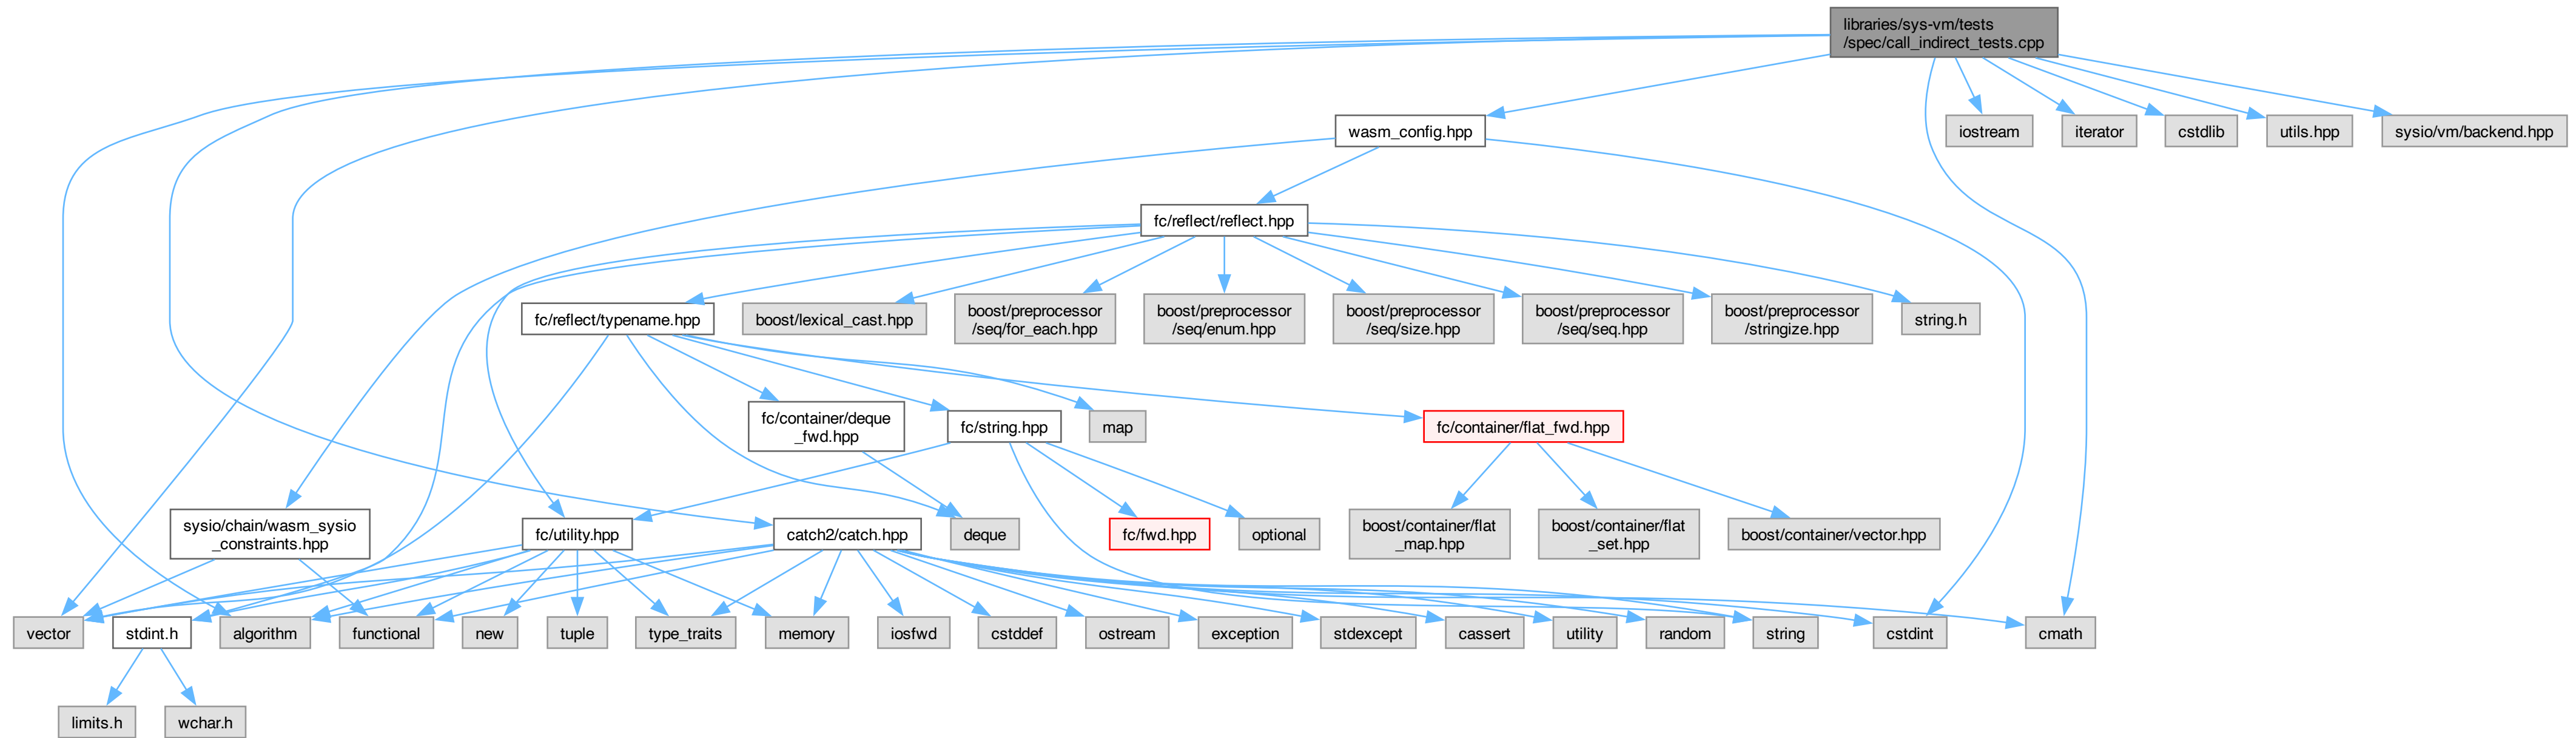 libraries/sys-vm/tests
/spec/call_indirect_tests.cpp
wasm_config.hpp
iostream
iterator
cstdlib
utils.hpp
sysio/vm/backend.hpp
fc/reflect/reflect.hpp
fc/reflect/typename.hpp
boost/lexical_cast.hpp
boost/preprocessor
/seq/for_each.hpp
boost/preprocessor
/seq/enum.hpp
boost/preprocessor
/seq/size.hpp
boost/preprocessor
/seq/seq.hpp
boost/preprocessor
/stringize.hpp
string.h
fc/container/deque
_fwd.hpp
fc/string.hpp
map
fc/container/flat_fwd.hpp
sysio/chain/wasm_sysio
_constraints.hpp
fc/utility.hpp
catch2/catch.hpp
deque
fc/fwd.hpp
optional
boost/container/flat
_map.hpp
boost/container/flat
_set.hpp
boost/container/vector.hpp
vector
stdint.h
algorithm
functional
new
tuple
type_traits
memory
iosfwd
cstddef
ostream
exception
stdexcept
cassert
utility
random
string
cstdint
cmath
limits.h
wchar.h